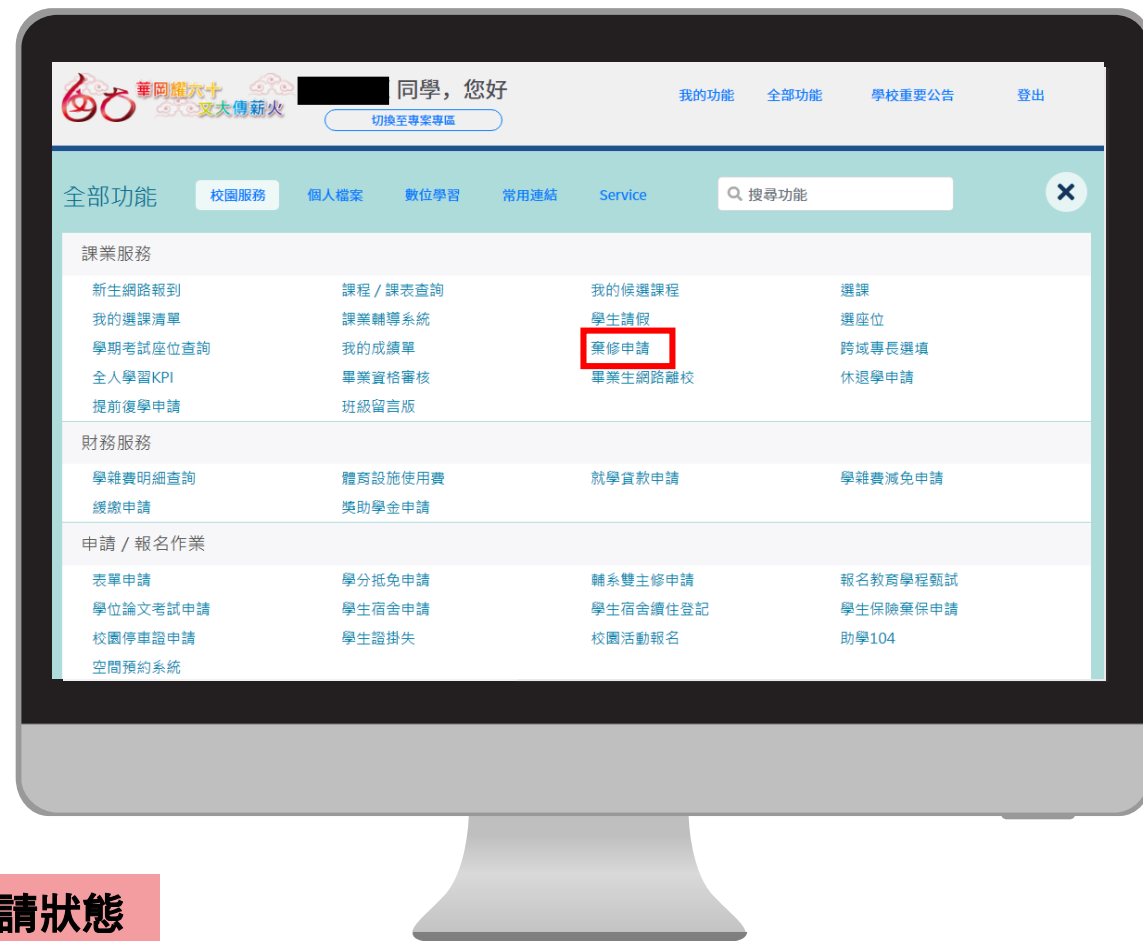 華岡耀六十
文大傳薪火
同學，您好
切換至專案專區
我的功能 全部功能 學校重要公告 登出
全部功能 校園服務 個人檔案 數位學習 常用連結 Service 搜尋功能
課業服務
新生網路報到 課程 / 課表查詢 我的候選課程 選課
我的選課清單 課業輔導系統 學生請假 選座位
學期考試座位查詢 我的成績單 棄修申請 跨域專長選填
全人學習KPI 畢業資格審核 畢業生網路離校 休退學申請
提前復學申請 班級留言版
財務服務
學雜費明細查詢 體育設施使用費 就學貸款申請 學雜費減免申請
緩繳申請 獎助學金申請
申請 / 報名作業
表單申請 學分抵免申請 輔系雙主修申請 報名教育學程甄試
學位論文考試申請 學生宿舍申請 學生宿舍續住登記 學生保險棄保申請
校園停車證申請 學生證掛失 校園活動報名 助學104
空間預約系統
請狀態